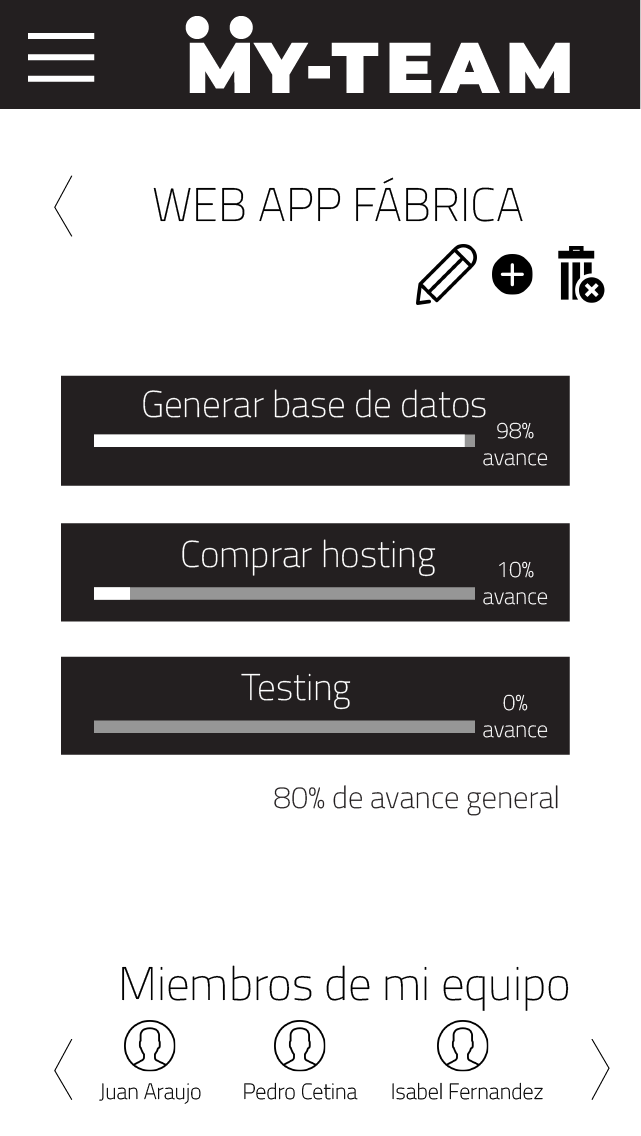 MY-TEAM
WEB APP FÁBRICA
Generar base de datos
98%
avance
Comprar hosting
10%
avance
Testing
0%
avance
80% de avance general
Miembros de mi equipo
Juan Araujo Pedro Cetina Isabel Fernandez